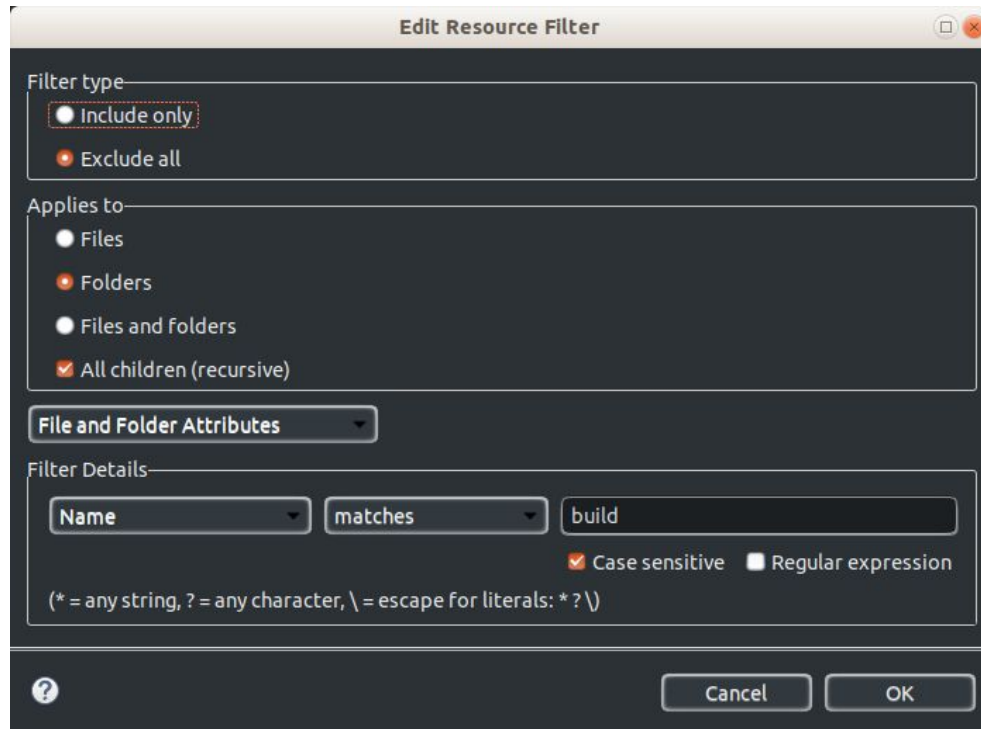 Edit Resource Filter
Filter type
Include only
Exclude all
Applies to
Files
Folders
Files and folders
All children (recursive)
File and Folder Attributes
Filter Details
Name matches build
Case sensitive Regular expression
(* = any string, ? = any character, \ = escape for literals: * ? \)
? Cancel OK